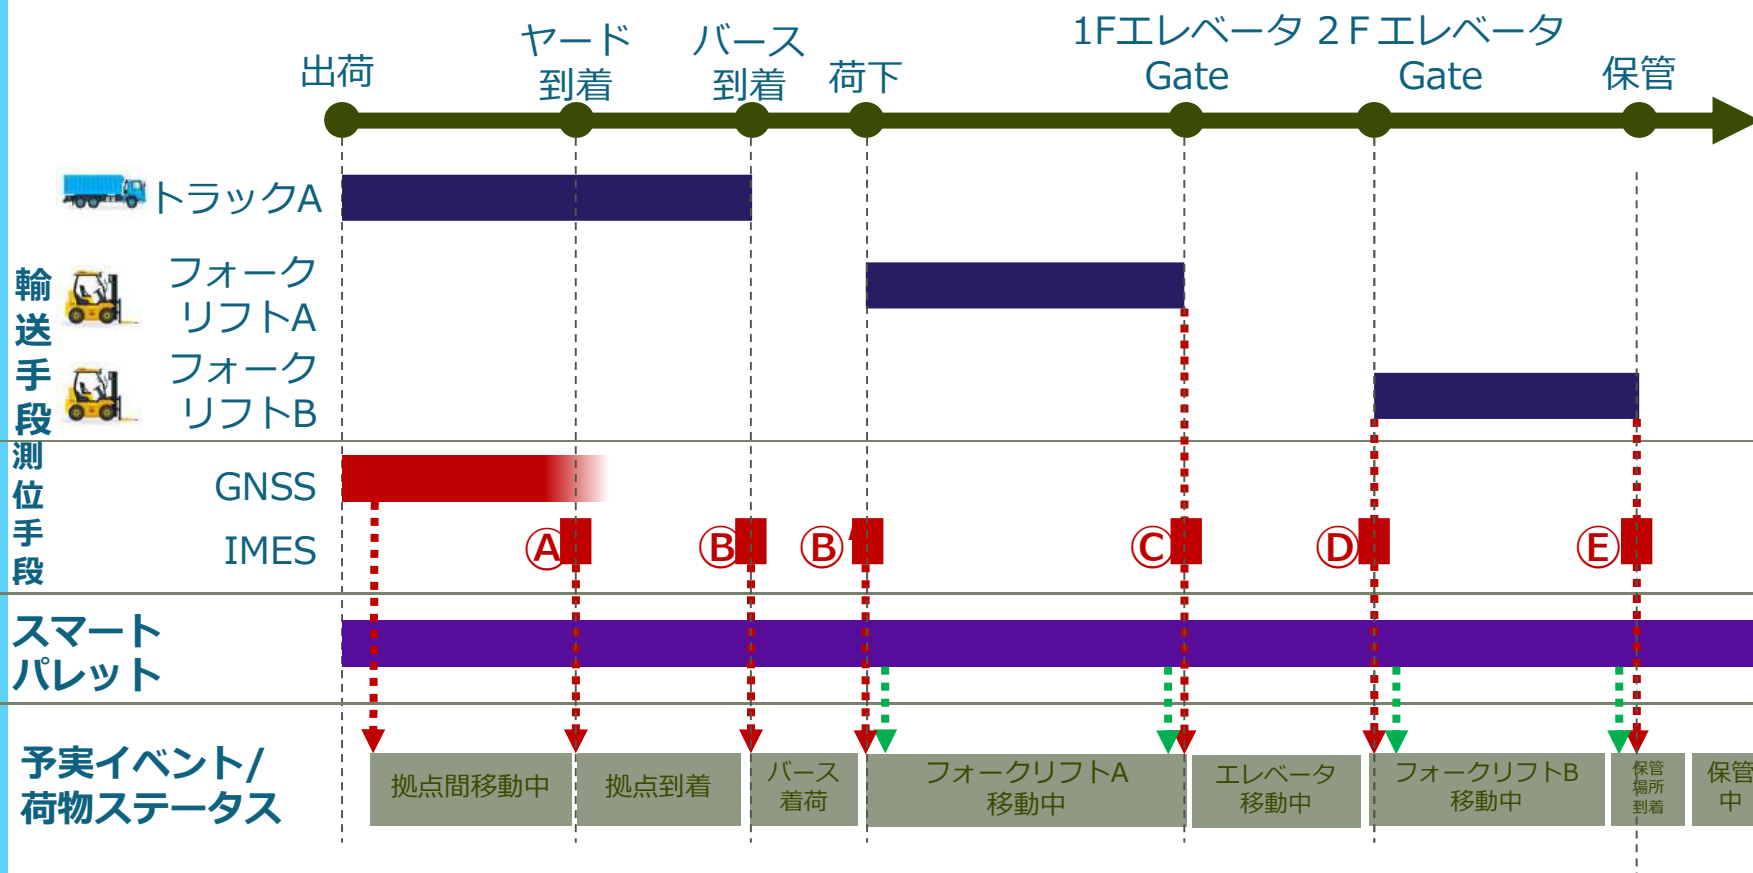 出荷
ヤード
到着
バース
到着
荷下
1Fエレベータ
Gate
２Ｆエレベータ
Gate
保管
輸送手段
トラックA
フォーク
リフトA
フォーク
リフトB
測位手段
GNSS
IMES
Ⓐ
Ⓑ
Ⓑ
Ⓒ
Ⓓ
Ⓔ
スマート
パレット
予実イベント/
荷物ステータス
拠点間移動中
拠点到着
バース
着荷
フォークリフトA
移動中
エレベータ
移動中
フォークリフトB
移動中
保管
場所
到着
保管
中